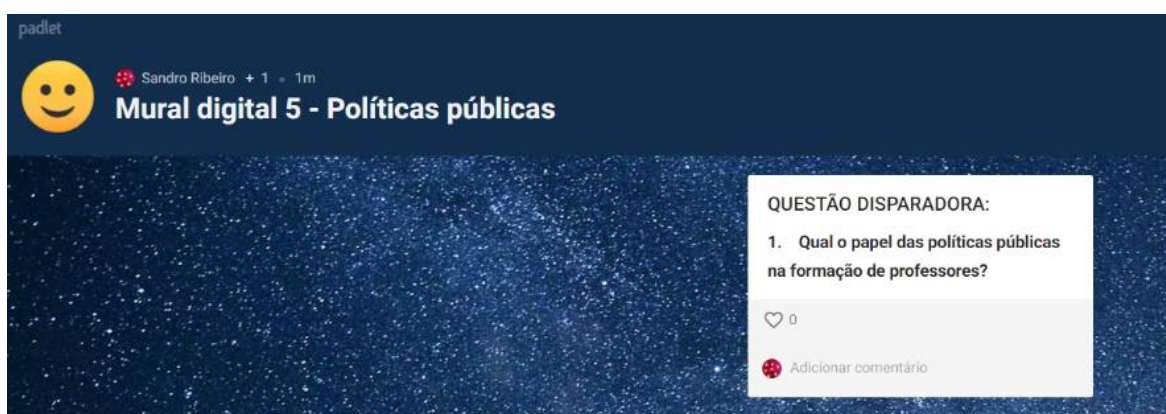 padlet
Sandro Ribeiro + 1 • 1m
Mural digital 5 - Políticas públicas
QUESTÃO DISPARADORA:
1. Qual o papel das políticas públicas
na formação de professores?
0
Adicionar comentário